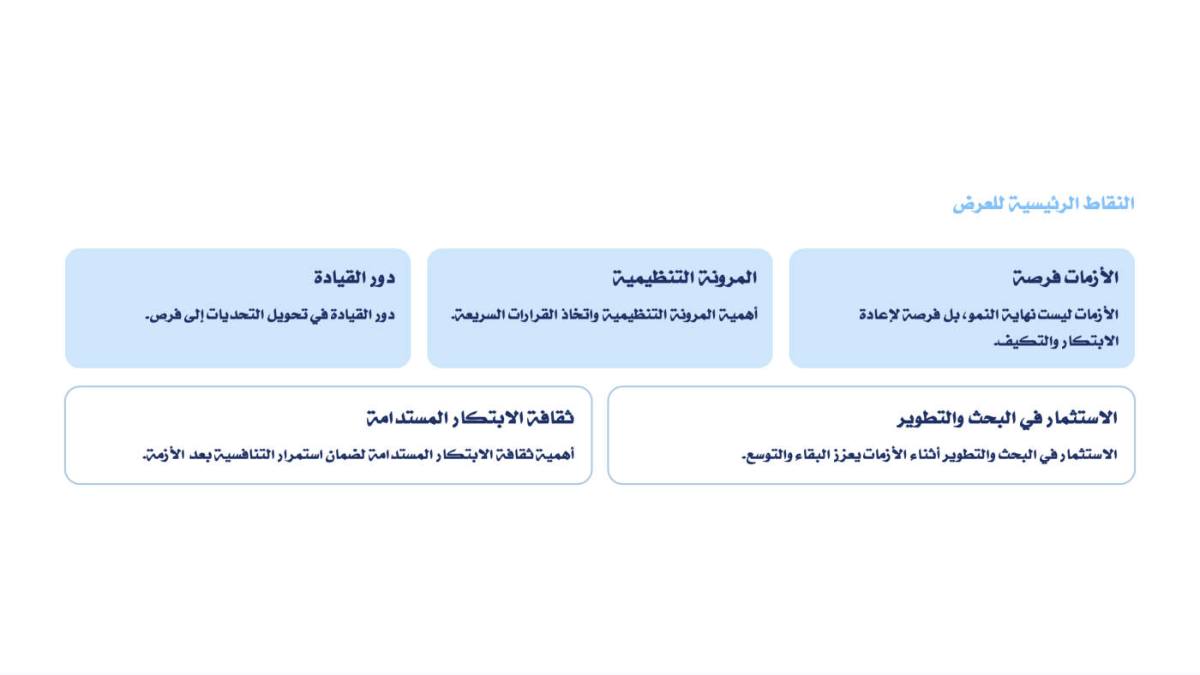 النقاط الرئيسية للعرض
الأزمات فرصة
الأزمات ليست نهاية النمو، بل فرصة لإعادة
الابتكار والتكيف.
المرونة التنظيمية
أهمية المرونة التنظيمية واتخاذ القرارات السريعة.
دور القيادة
دور القيادة في تحويل التحديات إلى فرص.
الاستثمار في البحث والتطوير
الاستثمار في البحث والتطوير أثناء الأزمات يعزز البقاء والتوسع.
ثقافة الابتكار المستدامة
أهمية ثقافة الابتكار المستدامة لضمان استمرار التنافسية بعد الأزمة.